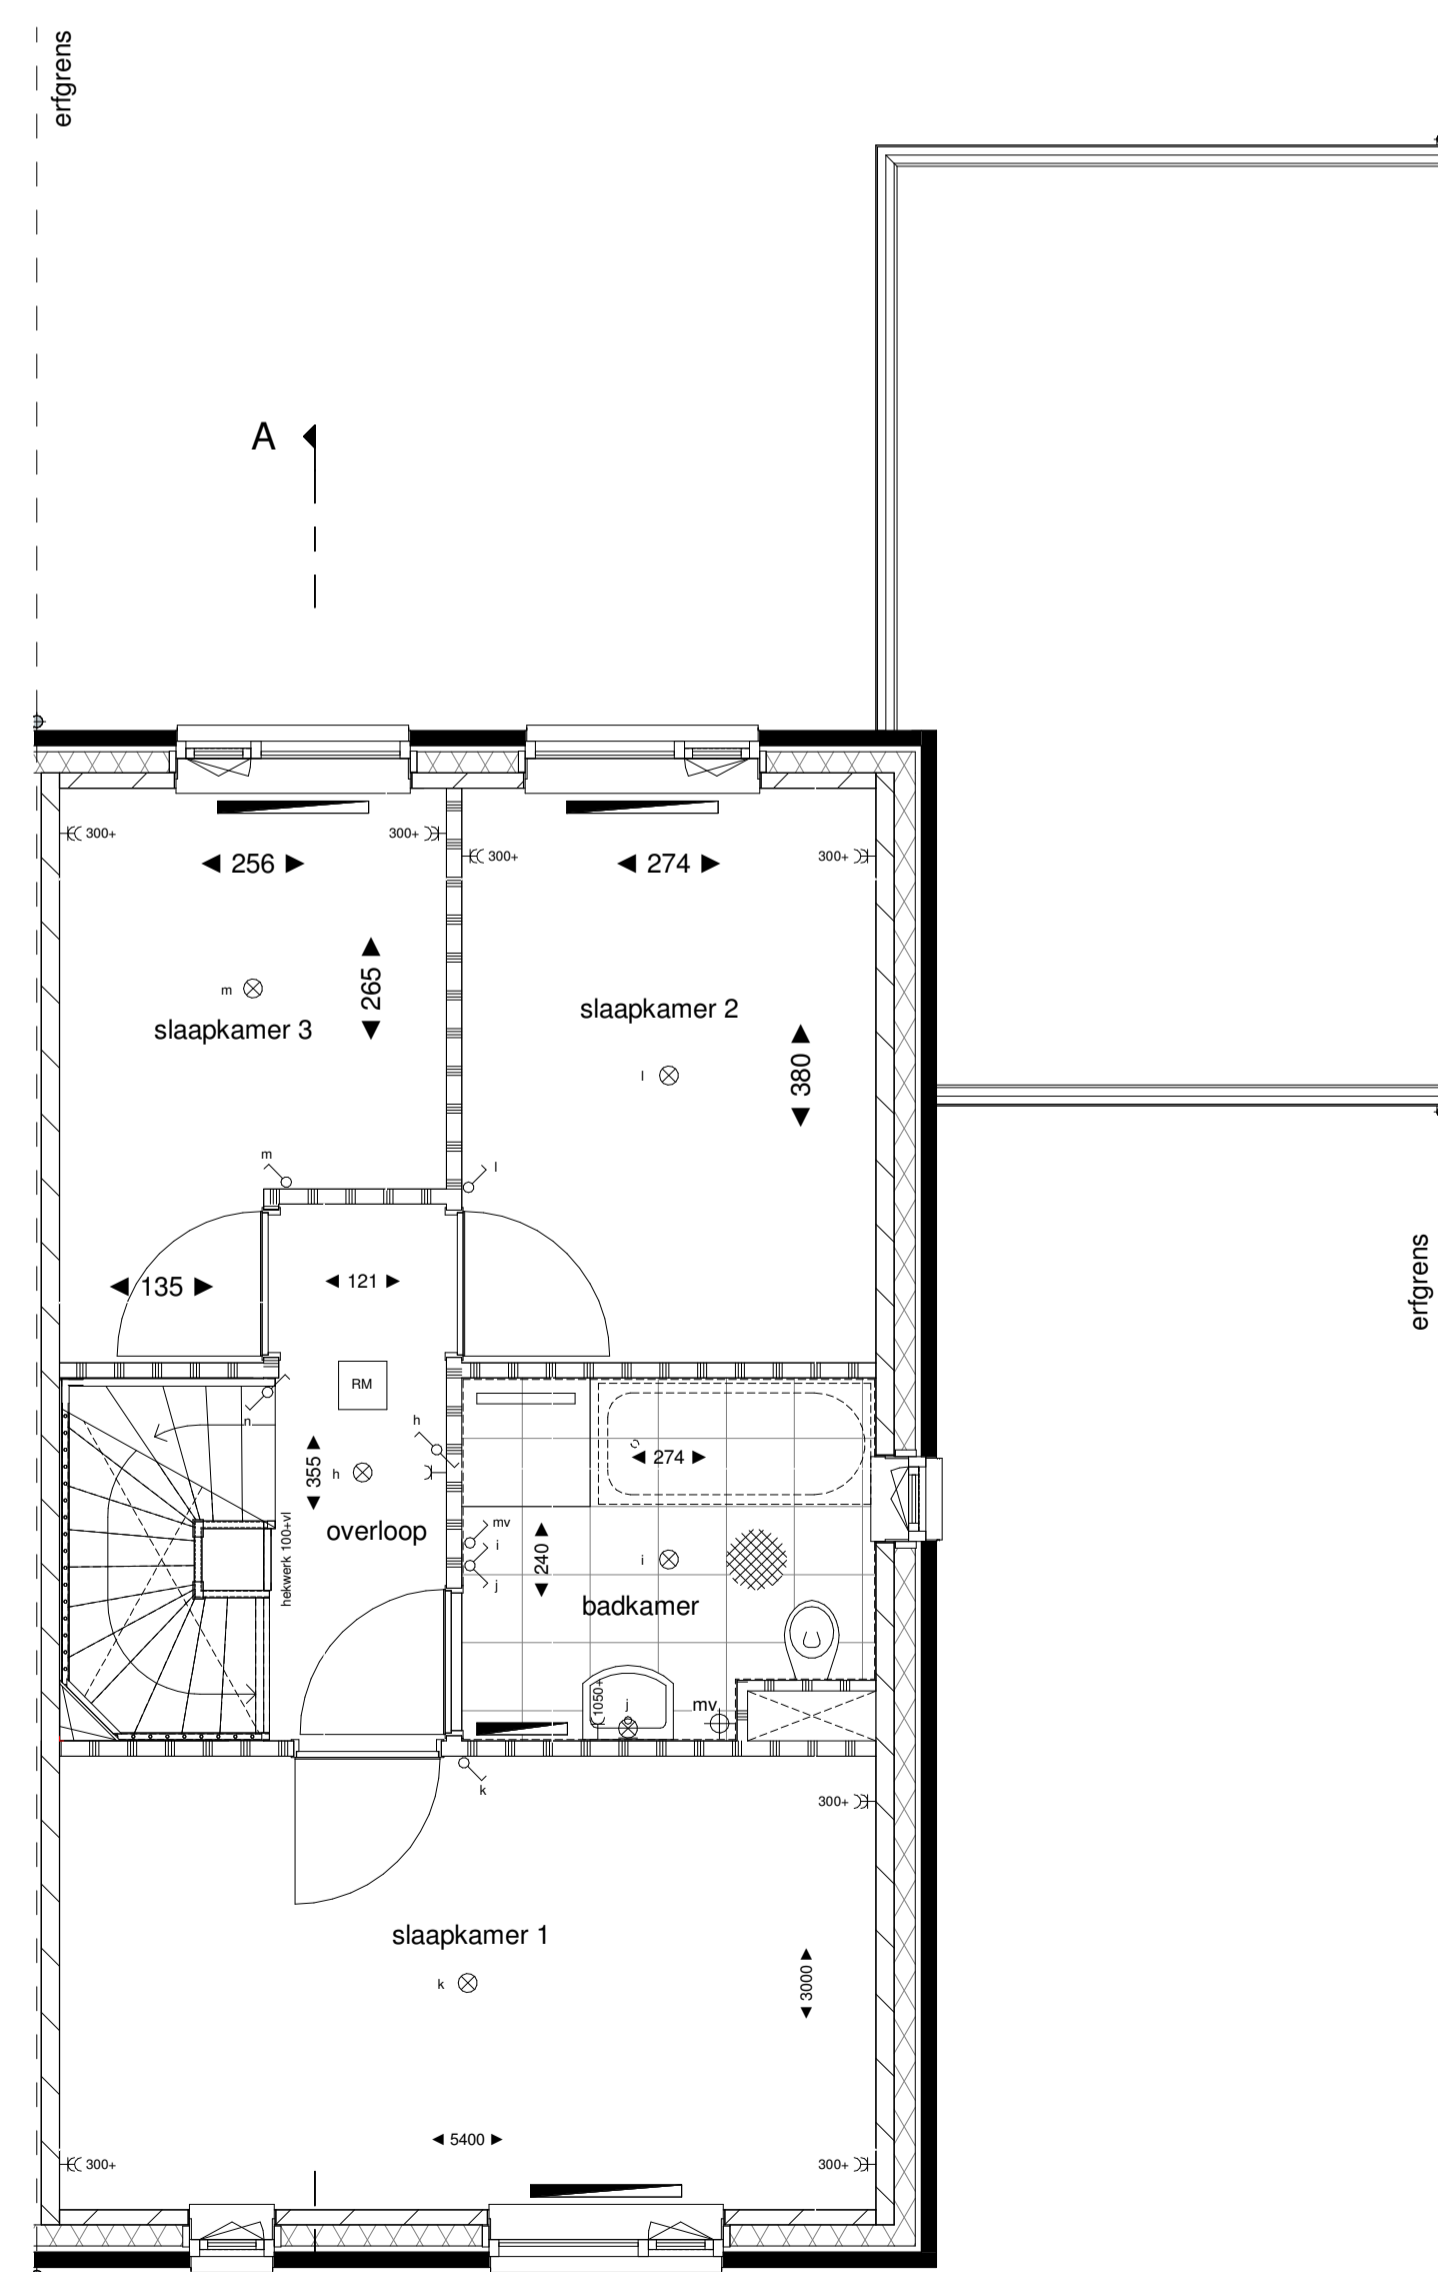 erfgrens
A
300+
300+
300+
300+
256
274
265
m
slaapkamer 3
slaapkamer 2
l
380
m
l
erfgrens
135
121
RM
n
h
355
h
274
hekwerk 100+vl
overloop
mv
i
j
240
i
badkamer
1050+
j
mv
k
300+
slaapkamer 1
k
3000
5400
300+
300+